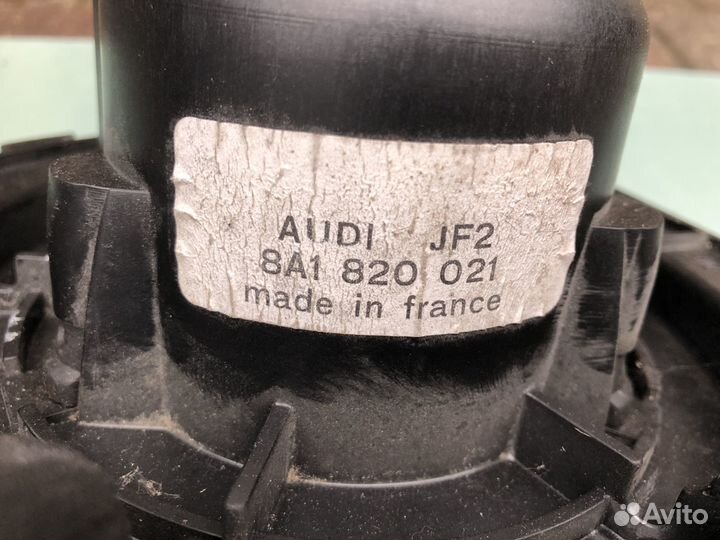 AUDI JF2
8A1 820 021
made in france
Avito